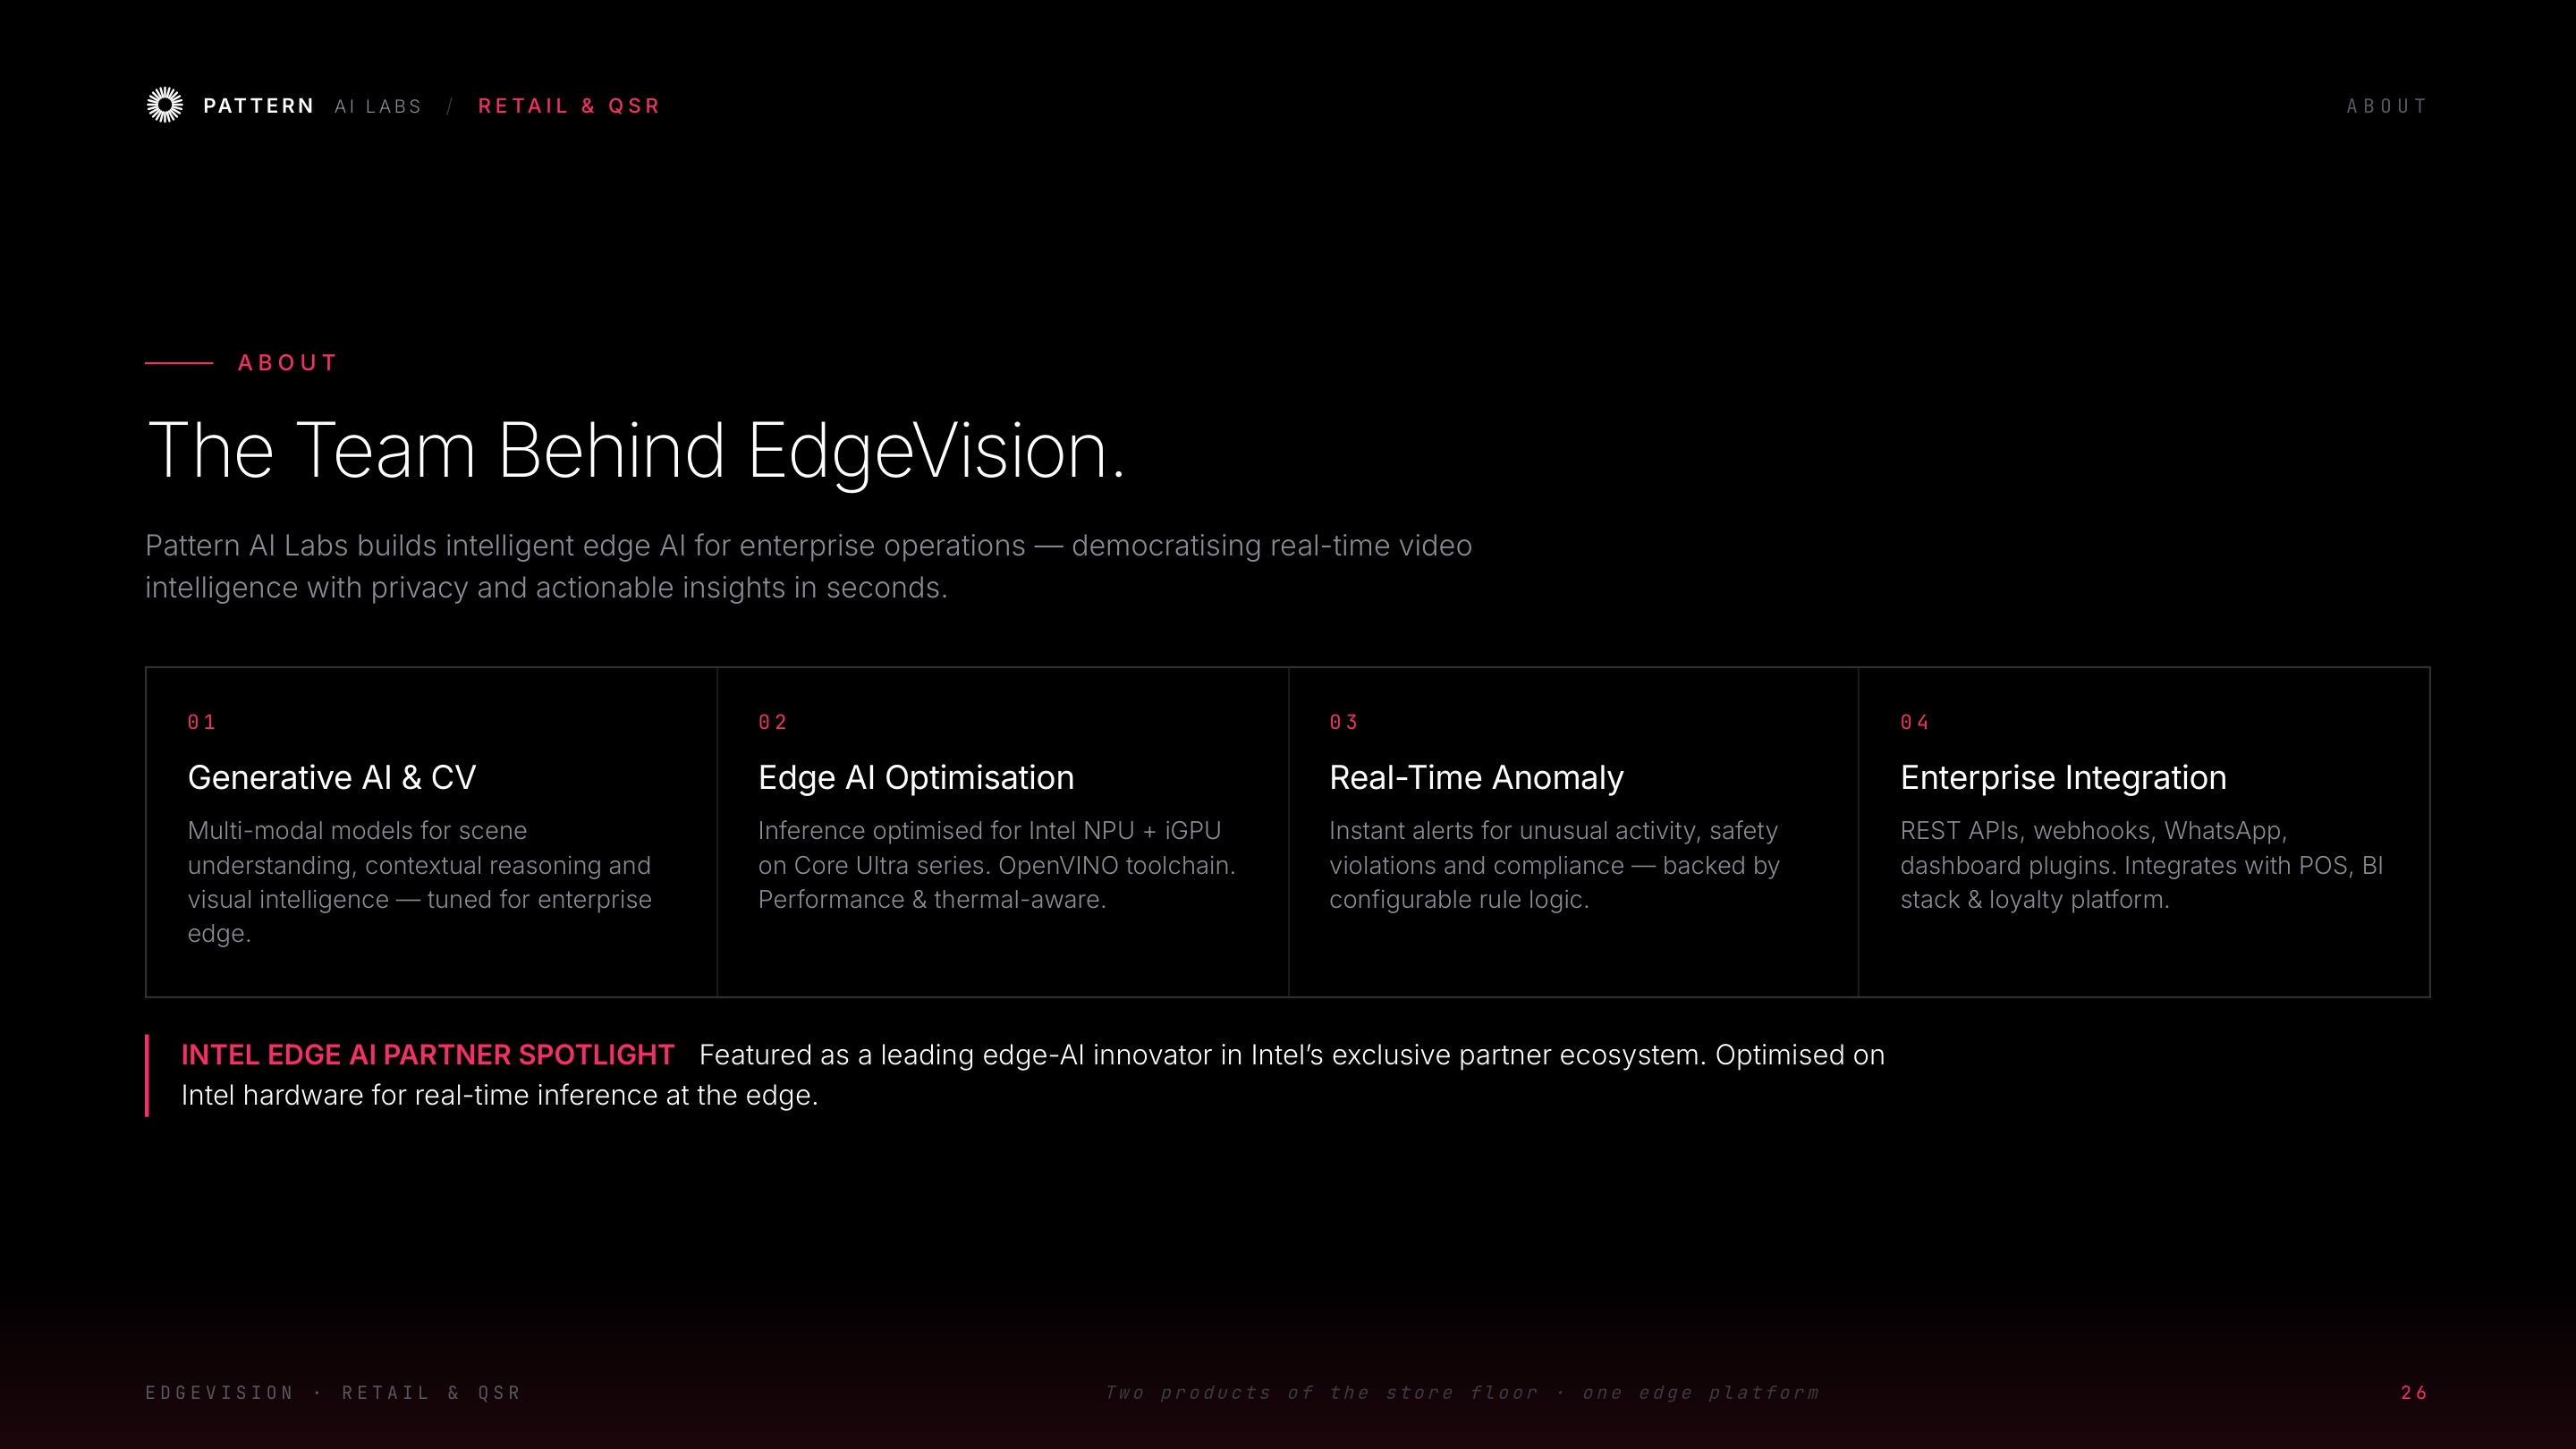 PATTERN AI LABS / RETAIL & QSR
ABOUT
ABOUT
The Team Behind EdgeVision.
Pattern AI Labs builds intelligent edge AI for enterprise operations — democratising real-time video
intelligence with privacy and actionable insights in seconds.
01
Generative AI & CV
Multi-modal models for scene
understanding, contextual reasoning and
visual intelligence — tuned for enterprise
edge.
02
Edge AI Optimisation
Inference optimised for Intel NPU + iGPU
on Core Ultra series. OpenVINO toolchain.
Performance & thermal-aware.
03
Real-Time Anomaly
Instant alerts for unusual activity, safety
violations and compliance — backed by
configurable rule logic.
04
Enterprise Integration
REST APIs, webhooks, WhatsApp,
dashboard plugins. Integrates with POS, BI
stack & loyalty platform.
INTEL EDGE AI PARTNER SPOTLIGHT Featured as a leading edge-AI innovator in Intel’s exclusive partner ecosystem. Optimised on
Intel hardware for real-time inference at the edge.
EDGEVISION · RETAIL & QSR
Two products of the store floor · one edge platform
26